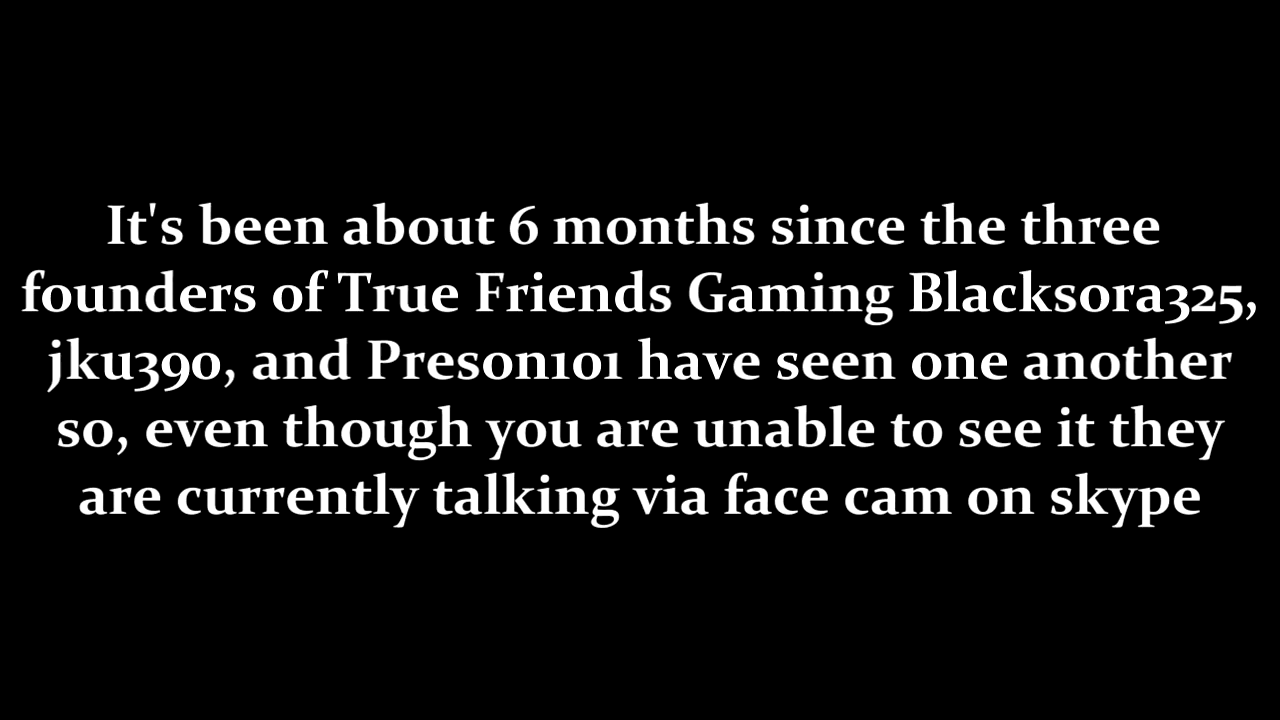 It's been about 6 months since the three
founders of True Friends Gaming Blacksora325,
jku390, and Preson101 have seen one another
so, even though you are unable to see it they
are currently talking via face cam on skype